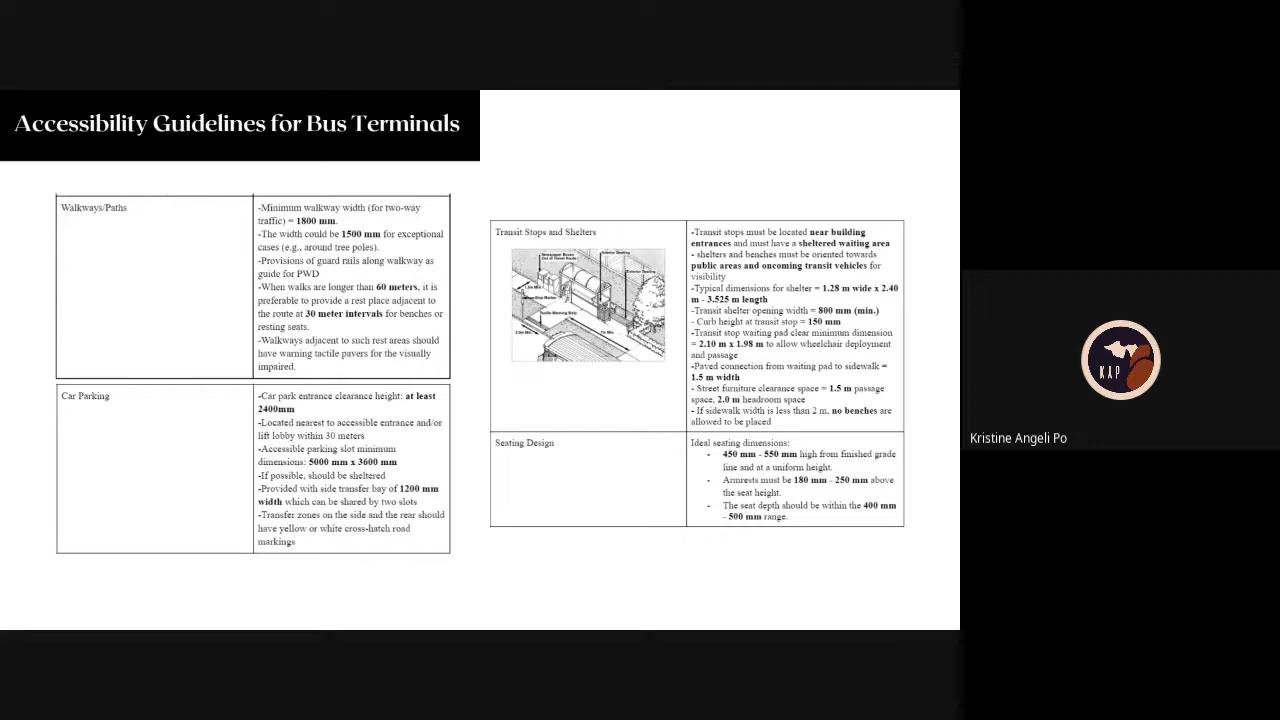 Accessibility Guidelines for Bus Terminals
Walkways/Paths
-Minimum walkway width (for two-way
traffic) = 1800 mm.
-The width could be 1500 mm for exceptional
cases (e.g., around tree poles).
-Provisions of guard rails along walkway as
guide for PWD
-When walks are longer than 60 meters, it is
preferable to provide a rest place adjacent to
the route at 30 meter intervals for benches or
resting seats.
-Walkways adjacent to such rest areas should
have warning tactile pavers for the visually
impaired.
Car Parking
-Car park entrance clearance height: at least
2400mm
-Located nearest to accessible entrance and/or
lift lobby within 30 meters
-Accessible parking slot minimum
dimensions: 5000 mm x 3600 mm
-If possible, should be sheltered
-Provided with side transfer bay of 1200 mm
width which can be shared by two slots
-Transfer zones on the side and the rear should
have yellow or white cross-hatch road
markings
Transit Stops and Shelters
Newspaper Boxes
Out of Travel Route
Interior Seating
Exterior Seating
Tactile Warning Strip
-Transit stops must be located near building
entrances and must have a sheltered waiting area
- shelters and benches must be oriented towards
public areas and oncoming transit vehicles for
visibility
-Typical dimensions for shelter = 1.28 m wide x 2.40
m - 3.525 m length
-Transit shelter opening width = 800 mm (min.)
- Curb height at transit stop = 150 mm
-Transit stop waiting pad clear minimum dimension
= 2.10 m x 1.98 m to allow wheelchair deployment
and passage
-Paved connection from waiting pad to sidewalk =
1.5 m width
- Street furniture clearance space = 1.5 m passage
space, 2.0 m headroom space
- If sidewalk width is less than 2 m, no benches are
allowed to be placed
Seating Design
Ideal seating dimensions:
- 450 mm - 550 mm high from finished grade
line and at a uniform height.
- Armrests must be 180 mm - 250 mm above
the seat height.
- The seat depth should be within the 400 mm
- 500 mm range.
KAP
Kristine Angeli Po